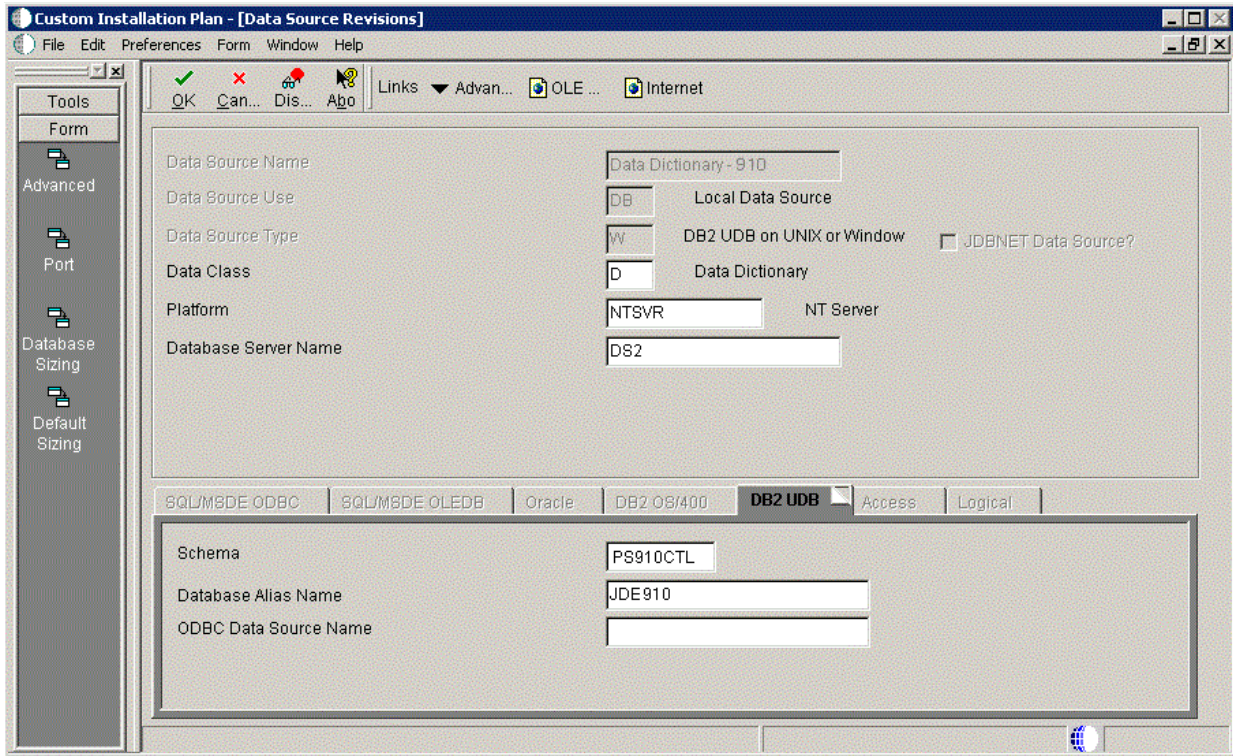 Custom Installation Plan - [Data Source Revisions]
File Edit Preferences Form Window Help
Tools
Form
Advanced
Port
Database
Sizing
Default
Sizing
OK Can... Dis... Abo Links Advan... OLE ... Internet
Data Source Name Data Dictionary - 910
Data Source Use DB Local Data Source
Data Source Type W DB2 UDB on UNIX or Window JDBNET Data Source?
Data Class D Data Dictionary
Platform NTSVR NT Server
Database Server Name DS2
SQL/MSDE ODBC SQL/MSDE OLEDB Oracle DB2 OS/400 DB2 UDB Access Logical
Schema PS910CTL
Database Alias Name JDE910
ODBC Data Source Name